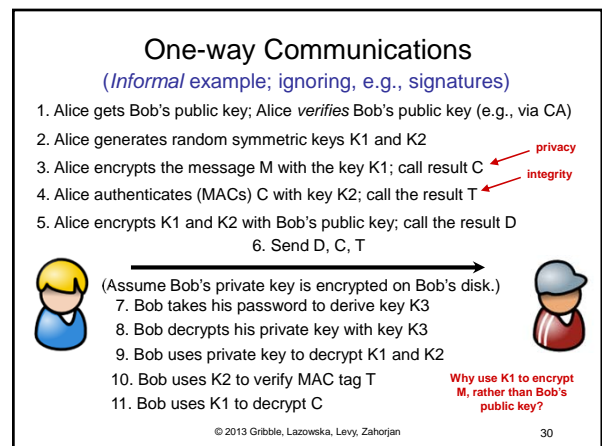 One-way Communications
(Informal example; ignoring, e.g., signatures)
1. Alice gets Bob's public key; Alice verifies Bob's public key (e.g., via CA)
2. Alice generates random symmetric keys K1 and K2
privacy
3. Alice encrypts the message M with the key K1; call result C
integrity
4. Alice authenticates (MACs) C with key K2; call the result T
5. Alice encrypts K1 and K2 with Bob's public key; call the result D
6. Send D, C, T
(Assume Bob's private key is encrypted on Bob's disk.)
7. Bob takes his password to derive key K3
8. Bob decrypts his private key with key K3
9. Bob uses private key to decrypt K1 and K2
10. Bob uses K2 to verify MAC tag T
11. Bob uses K1 to decrypt C
Why use K1 to encrypt
M, rather than Bob's
public key?
© 2013 Gribble, Lazowska, Levy, Zahorjan
30